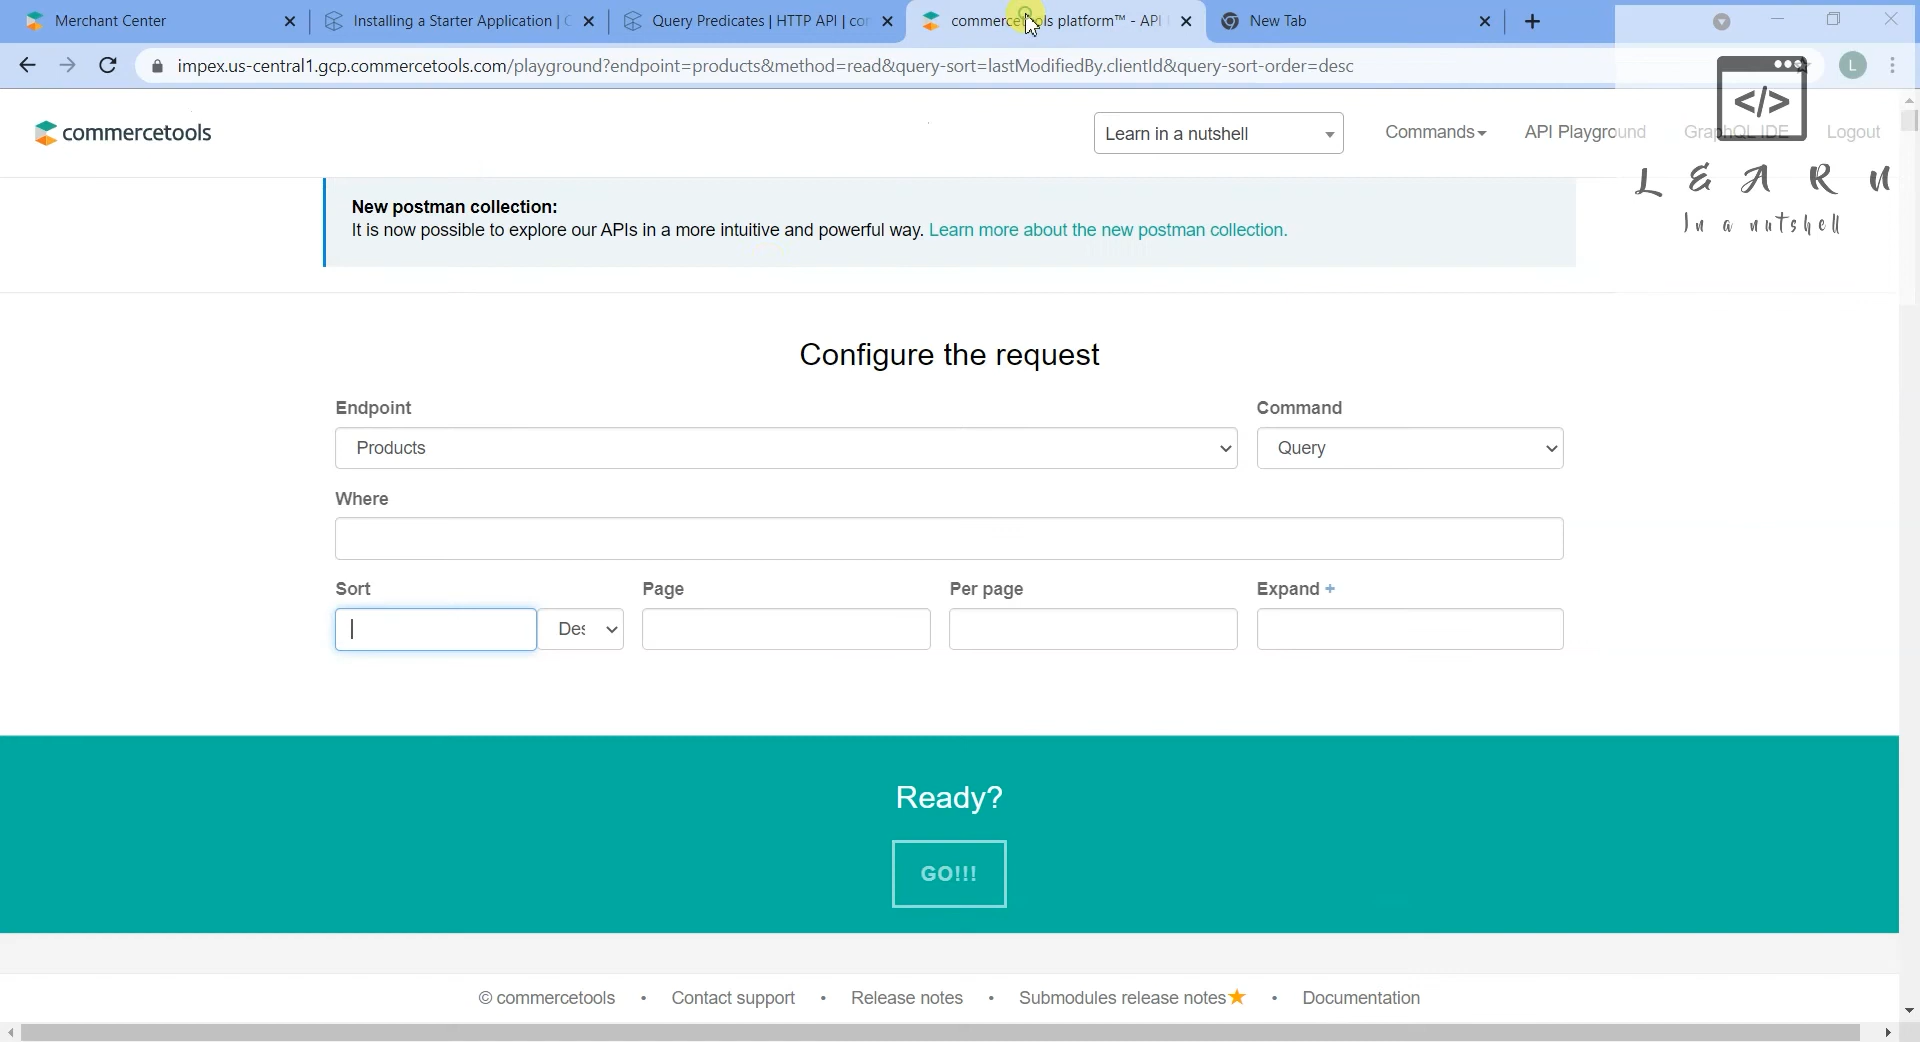 Merchant Center
Installing a Starter Application | C
Query Predicates | HTTP API | co
commercetools platform™ - API
New Tab
impex.us-central1.gcp.commercetools.com/playground?endpoint=products&method=read&query-sort=lastModifiedBy.clientId&query-sort-order=desc
L
commercetools
Learn in a nutshell
Commands
API Playground
GraphQL IDE
Logout
</>
LEARN
In a nutshell
New postman collection:
It is now possible to explore our APIs in a more intuitive and powerful way. Learn more about the new postman collection.
Configure the request
Endpoint
Command
Products
Query
Where
Sort
Page
Per page
Expand +
Des
Ready?
GO!!!
© commercetools • Contact support • Release notes • Submodules release notes • Documentation